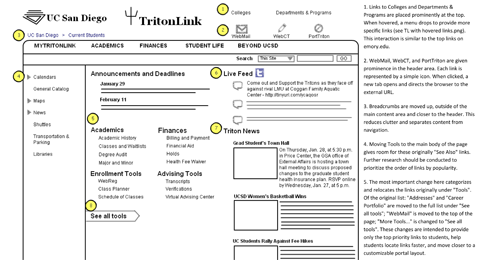 UC San Diego
TritonLink
1
Colleges
Departments & Programs
2
WebMail
WebCT
PortTriton
3
UC San Diego > Current Students
MYTRITONLINK
ACADEMICS
FINANCES
STUDENT LIFE
BEYOND UCSD
Search
This Site
GO
4
Calendars
General Catalog
Maps
News
Shuttles
Transportation &
Parking
Libraries
Announcements and Deadlines
January 29
February 11
5
Academics
Academic History
Classes and Waitlists
Degree Audit
Major and Minor
Finances
Billing and Payment
Financial Aid
Holds
Health Fee Waiver
Enrollment Tools
WebReg
Class Planner
Schedule of Classes
Advising Tools
Transcripts
Verifications
Virtual Advising Center
See all tools
6
Live Feed
Come out and Support the Tritons as they face off
against rival LMU at Coggan Family Aquatic
7
Triton News
Grad Student's Town Hall
On Thursday, Jan. 28, at 5:30 p.m.
in Price Center, the GSA office of
External Affairs is hosting a town hall
meeting to discuss proposed
changes to the graduate student
health insurance plan. RSVP online
by Wednesday, Jan. 27, at 5 p.m.
UCSD Women's Basketball Wins
UC Students Rally Against Fee Hikes
1. Links to Colleges and Departments &
Programs are placed prominently at the top.
When hovered, a menu drops to provide more
specific links (see TL with hovered links.png).
This interaction is similar to the top links on
emory.edu.
2. WebMail, WebCT, and PortTriton are given
prominence in the header area. Each link is
represented by a simple icon. When clicked, a
new tab opens and directs the browser to the
external URL.
3. Breadcrumbs are moved up, outside of the
main content area and closer to the header. This
reduces clutter and separates content from
navigation.
4. Moving Tools to the main body of the page
gives room for these originally "See Also" links.
Further research should be conducted to
prioritize the order of links by popularity.
5. The most important change here categorizes
and relocates the links originally under "Tools".
Of the original list: "Addresses" and "Career
Portfolio" are moved to the full list under "See
all tools"; "WebMail" is moved to the top of the
page; "More Tools..." is changed to "See all
tools". These changes are intended to provide
only the top priority links to students, help
students locate links faster, and move closer to a
customizable portal layout.